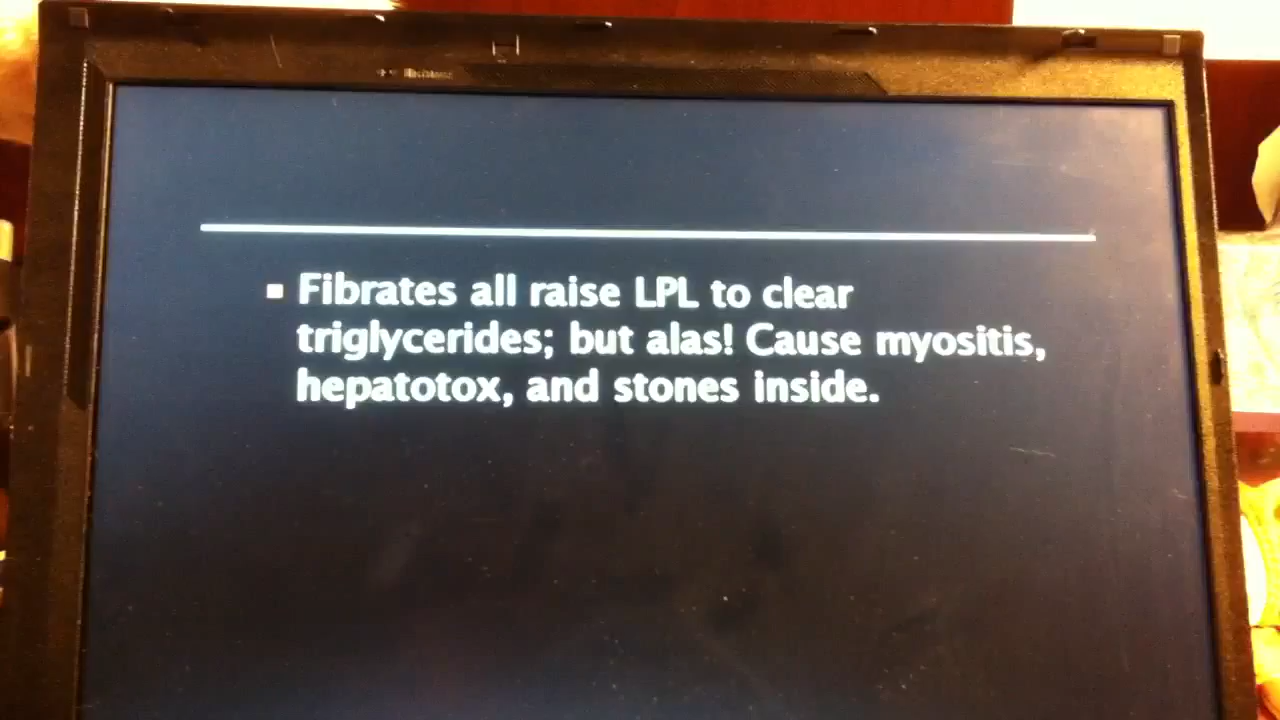 Fibrates all raise LPL to clear
triglycerides; but alas! Cause myositis,
hepatotox, and stones inside.